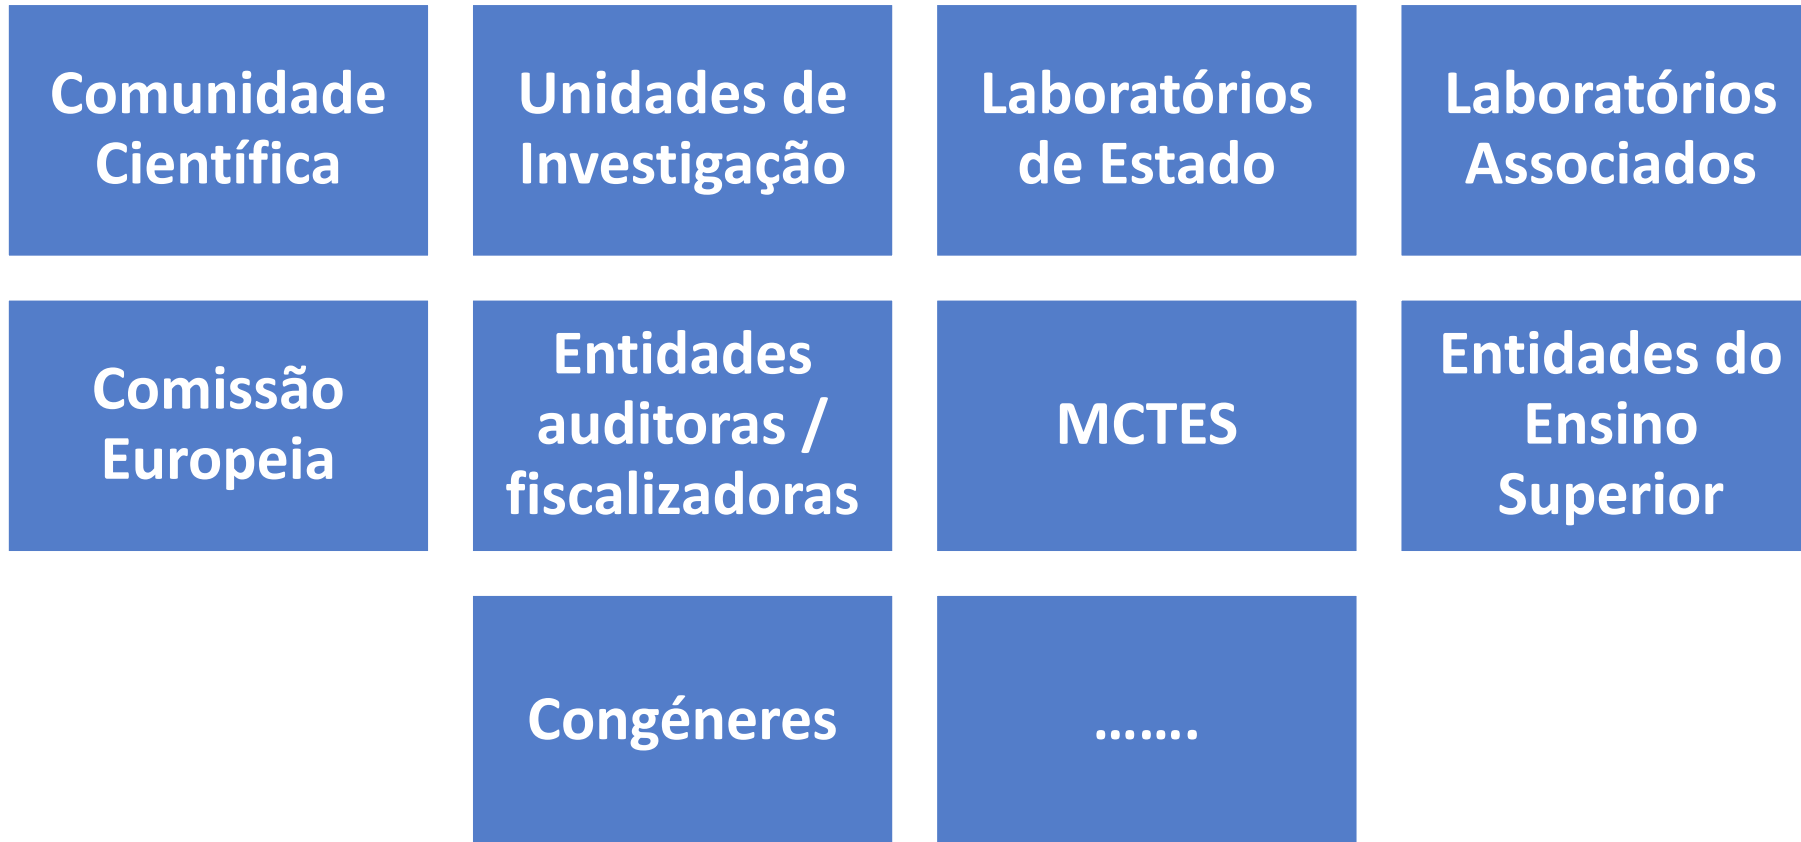 Comunidade
Científica
Unidades de
Investigação
Laboratórios
de Estado
Laboratórios
Associados
Comissão
Europeia
Entidades
auditoras /
fiscalizadoras
MCTES
Entidades do
Ensino
Superior
Congéneres
…….